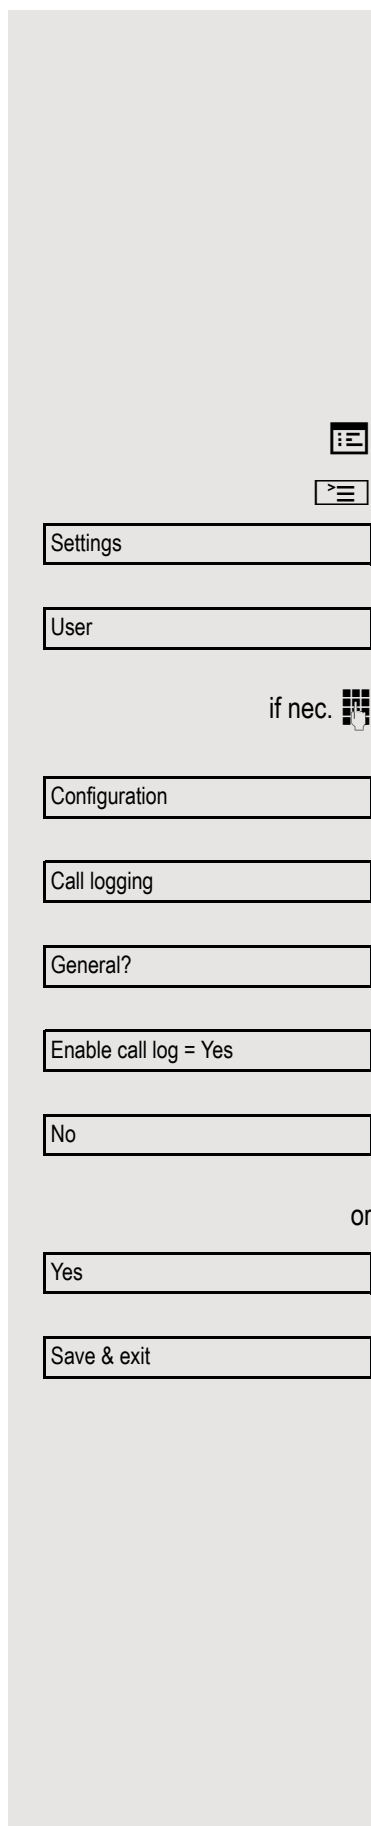 Settings
User
if nec.
Configuration
Call logging
General?
Enable call log = Yes
No
or
Yes
Save & exit